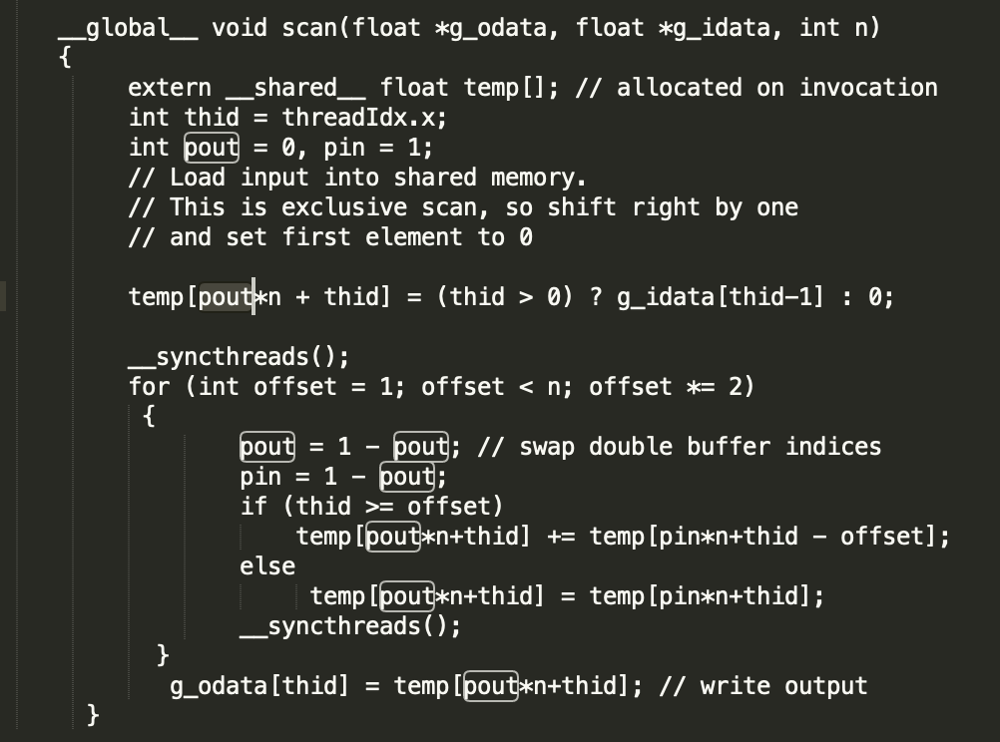 __global__ void scan(float *g_odata, float *g_idata, int n)
{
extern __shared__ float temp[]; // allocated on invocation
int thid = threadIdx.x;
int pout = 0, pin = 1;
// Load input into shared memory.
// This is exclusive scan, so shift right by one
// and set first element to 0
temp[pout*n + thid] = (thid > 0) ? g_idata[thid-1] : 0;
__syncthreads();
for (int offset = 1; offset < n; offset *= 2)
{
pout = 1 - pout; // swap double buffer indices
pin = 1 - pout;
if (thid >= offset)
temp[pout*n+thid] += temp[pin*n+thid - offset];
else
temp[pout*n+thid] = temp[pin*n+thid];
__syncthreads();
}
g_odata[thid] = temp[pout*n+thid]; // write output
}